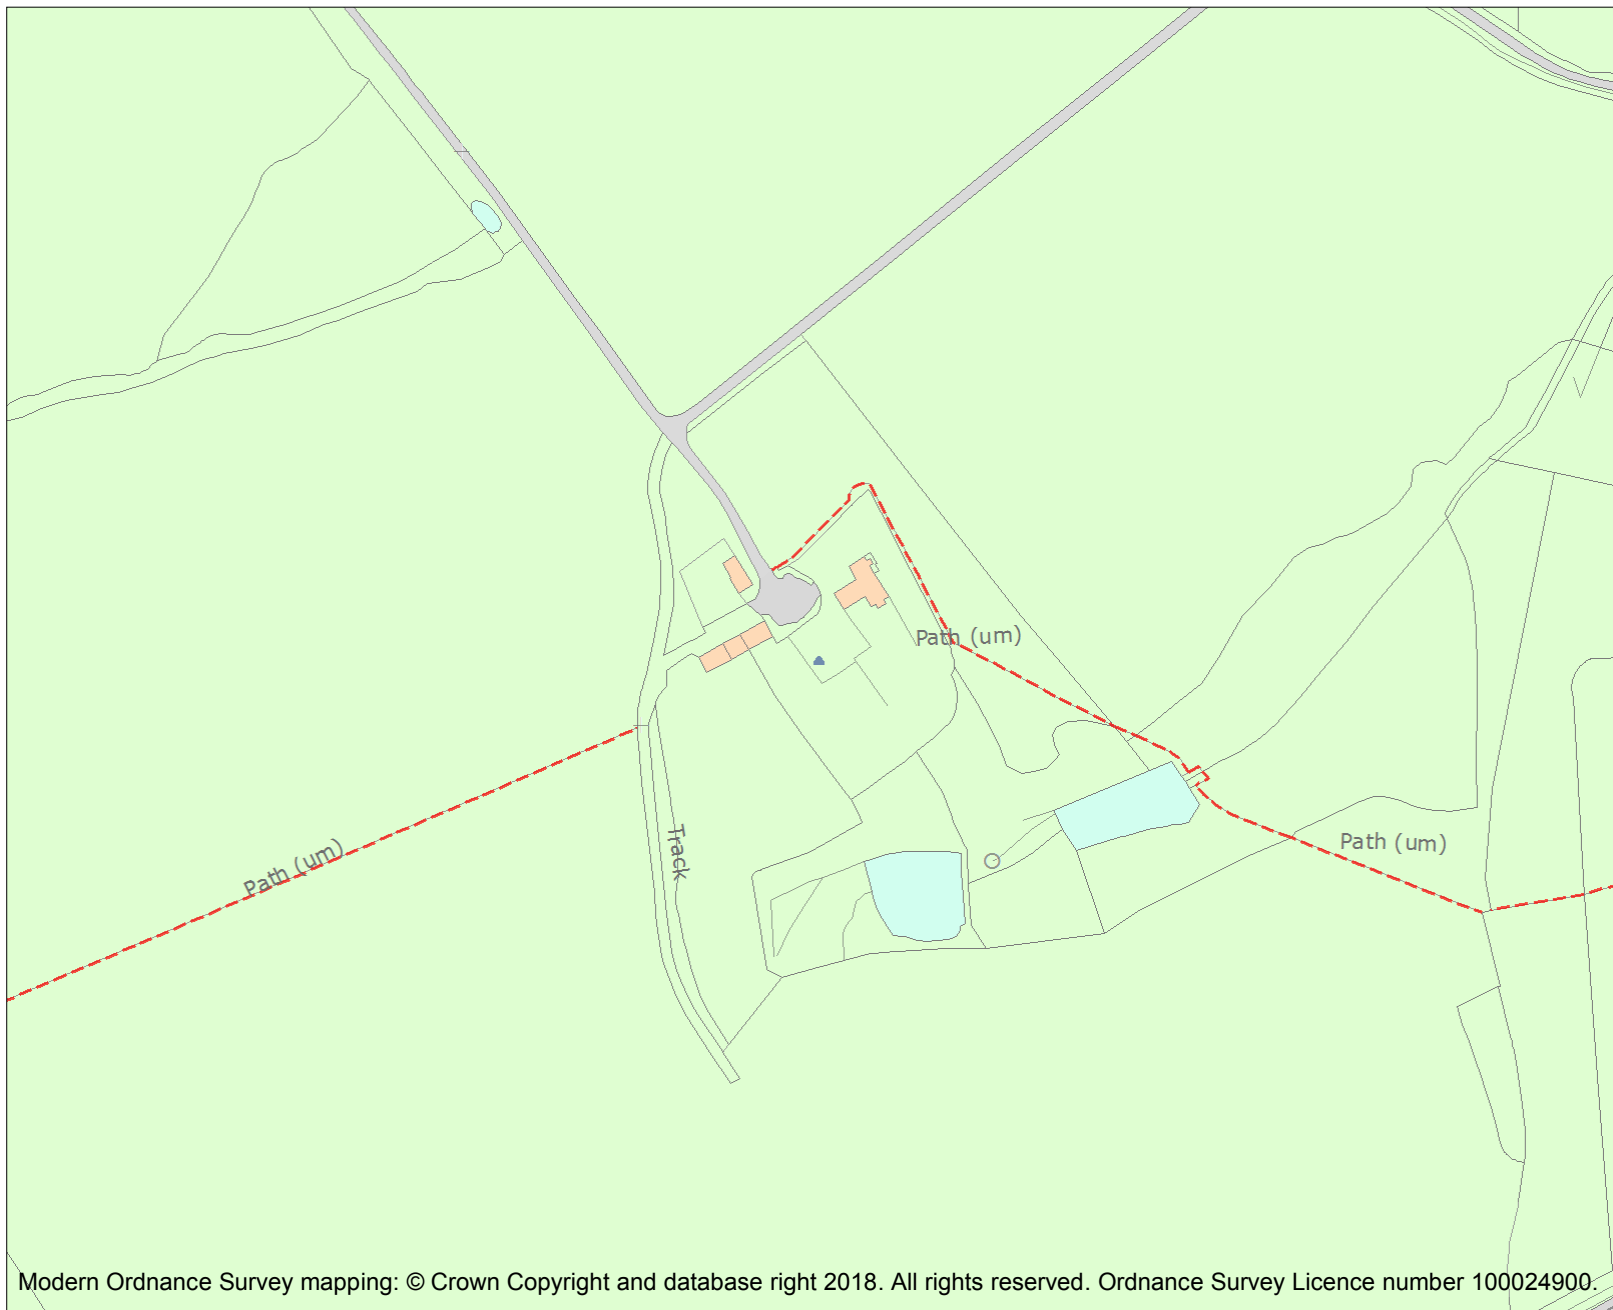 Path (um)
Path (um)
Path (um)
Track
Modern Ordnance Survey mapping: © Crown Copyright and database right 2018. All rights reserved. Ordnance Survey Licence number 100024900.